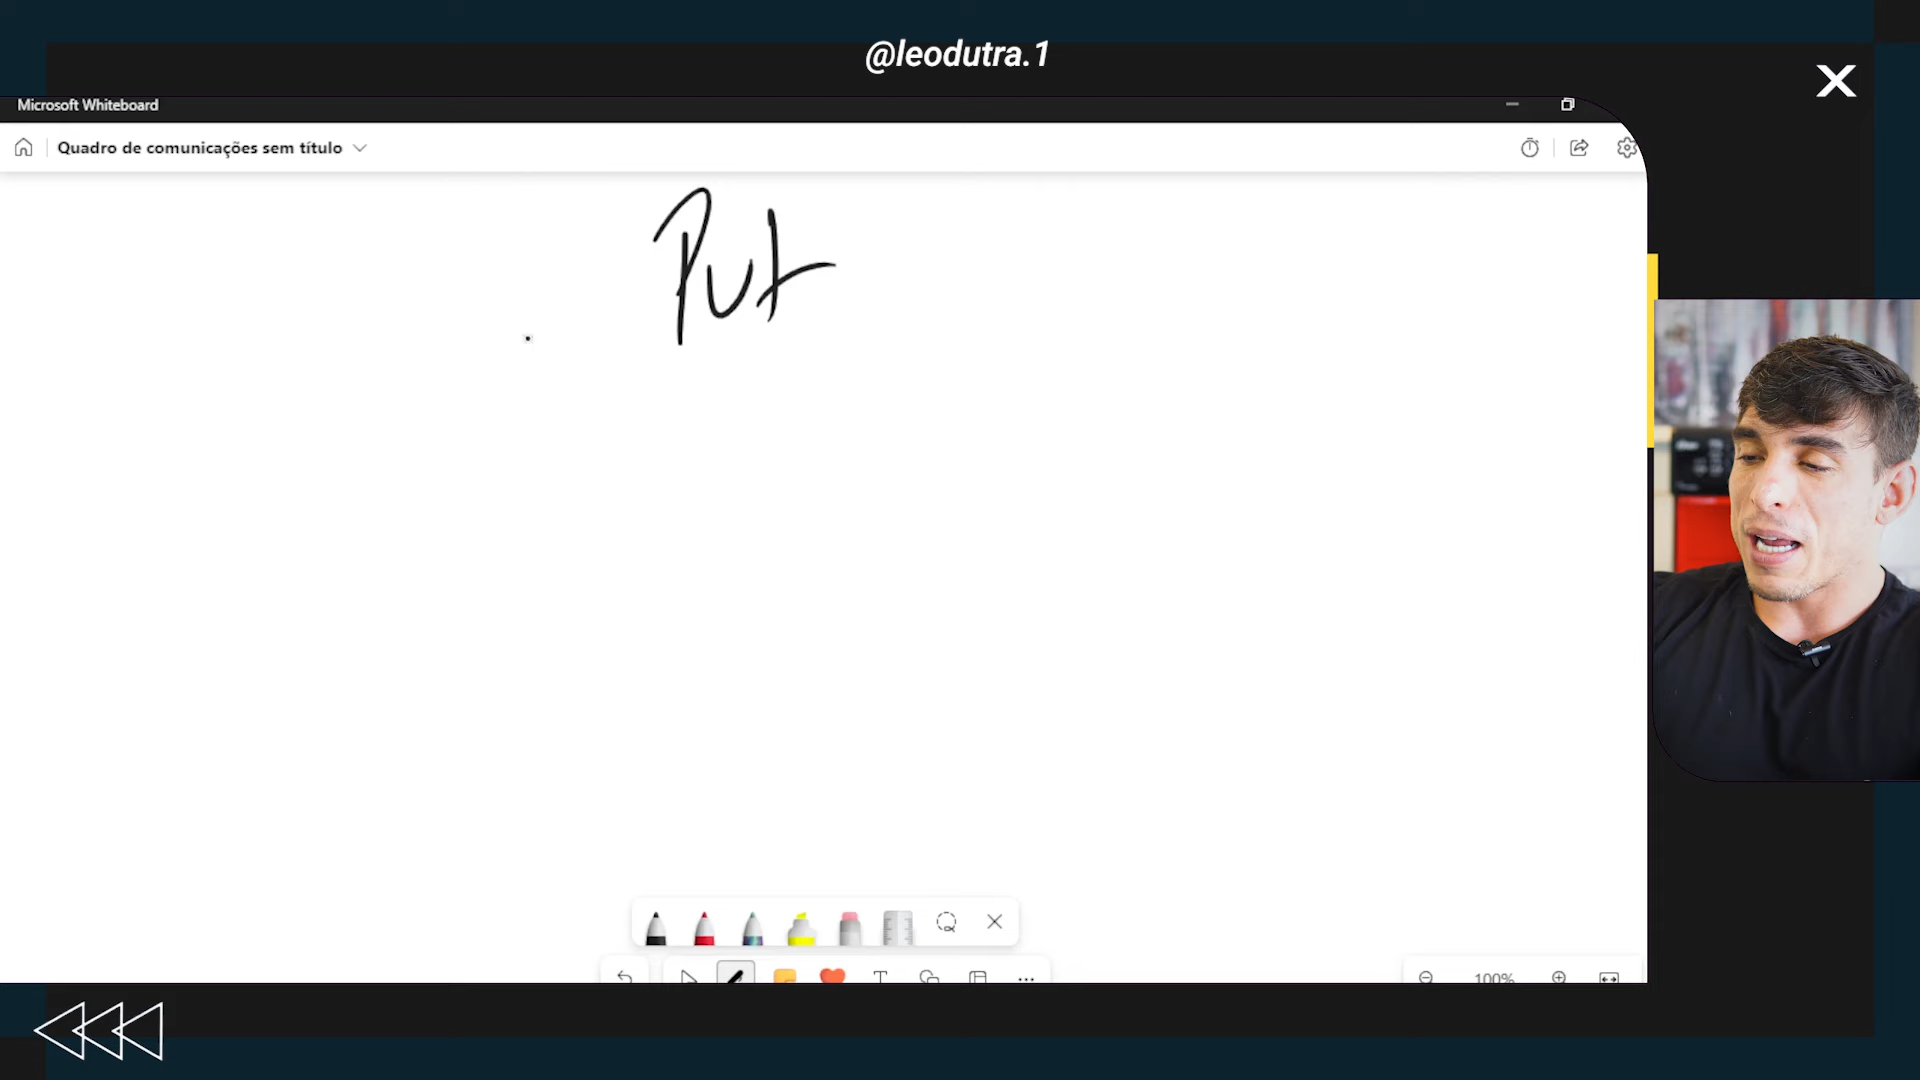 @leodutra.1
Microsoft Whiteboard
Quadro de comunicações sem título
Put
100%